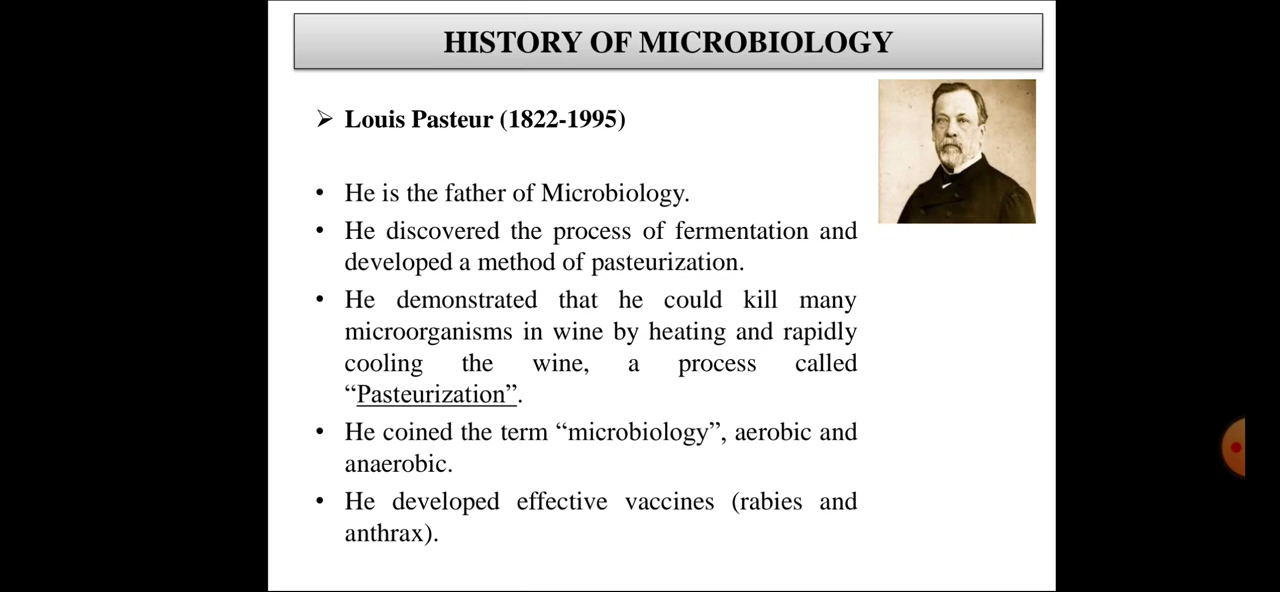 HISTORY OF MICROBIOLOGY
➢ Louis Pasteur (1822-1995)
• He is the father of Microbiology.
• He discovered the process of fermentation and
developed a method of pasteurization.
• He demonstrated that he could kill many
microorganisms in wine by heating and rapidly
cooling the wine, a process called
“Pasteurization”.
• He coined the term “microbiology”, aerobic and
anaerobic.
• He developed effective vaccines (rabies and
anthrax).